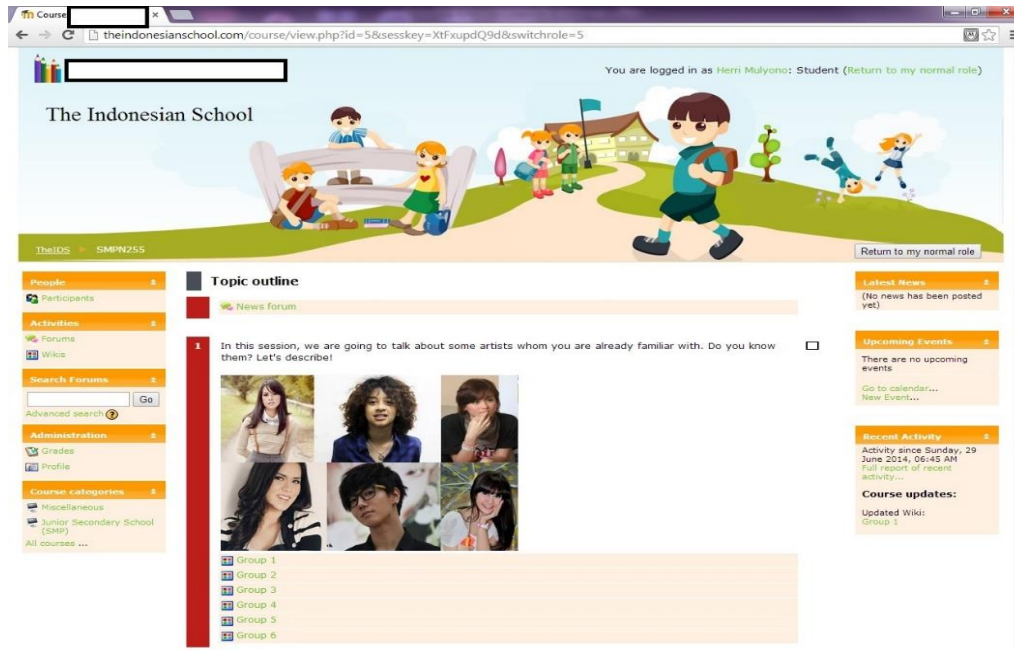 Course
theindonesianschool.com/course/view.php?id=5&sesskey=XtFxupdQ9d&switchrole=5
You are logged in as Herri Mulyono: Student (Return to my normal role)
The Indonesian School
TheIDS ► SMPN255
Return to my normal role
People
Participants
Activities
Forums
Wikis
Search Forums
Go
Advanced search ?
Administration
Grades
Profile
Course categories
Miscellaneous
Junior Secondary School
(SMP)
All courses ...
Topic outline
News forum
1 In this session, we are going to talk about some artists whom you are already familiar with. Do you know
them? Let's describe!
Group 1
Group 2
Group 3
Group 4
Group 5
Group 6
Latest News
(No news has been posted
yet)
Upcoming Events
There are no upcoming
events
Go to calendar...
New Event...
Recent Activity
Activity since Sunday, 29
June 2014, 06:45 AM
Full report of recent
activity...
Course updates:
Updated Wiki:
Group 1